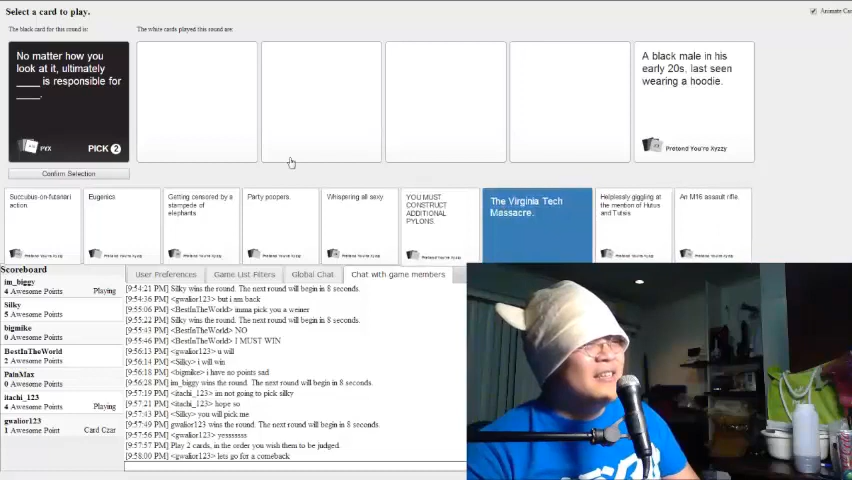 Select a card to play.
Animate Car
The black card for this round is:
The white cards played this round are:
No matter how you
look at it, ultimately
____ is responsible for
____.
PYX
PICK 2
A black male in his
early 20s, last seen
wearing a hoodie.
Pretend You're Xyzzy
Confirm Selection
Succubus-on-futanari
action.
Eugenics.
Getting censored by a
stampede of
elephants
Party poopers.
Whispering all sexy
YOU MUST
CONSTRUCT
ADDITIONAL
PYLONS.
The Virginia Tech
Massacre.
Helplessly giggling at
the mention of Hutus
and Tutsis
An M16 assault rifle.
Scoreboard
User Preferences
Game List Filters
Global Chat
Chat with game members
im_biggy
4 Awesome Points
Playing
Silky
5 Awesome Points
bigmike
0 Awesome Points
BestInTheWorld
2 Awesome Point
PainMax
0 Awesome Points
itachi_123
4 Awesome Points
Playing
gwalior123
1 Awesome Point
Card Czar
[9:54:21 PM] Silky wins the round. The next round will begin in 8 seconds.
[9:54:36 PM] <gwalior123> but i am back
[9:55:06 PM] <BestInTheWorld> imma pick you a weiner
[9:55:22 PM] Silky wins the round. The next round will begin in 8 seconds.
[9:55:43 PM] <BestInTheWorld> NO
[9:55:46 PM] <BestInTheWorld> I MUST WIN
[9:56:13 PM] <gwalior123> u will
[9:56:14 PM] <Silky> i will win
[9:56:18 PM] <bigmike> i have no points sad
[9:56:28 PM] im_biggy wins the round. The next round will begin in 8 seconds.
[9:57:19 PM] <itachi_123> im not going to pick silky
[9:57:21 PM] <itachi_123> hope so
[9:57:43 PM] <Silky> you will pick me
[9:57:49 PM] gwalior123 wins the round. The next round will begin in 8 seconds.
[9:57:56 PM] <gwalior123> yesssssss
[9:57:57 PM] Play 2 cards, in the order you wish them to be judged.
[9:58:00 PM] <gwalior123> lets go for a comeback